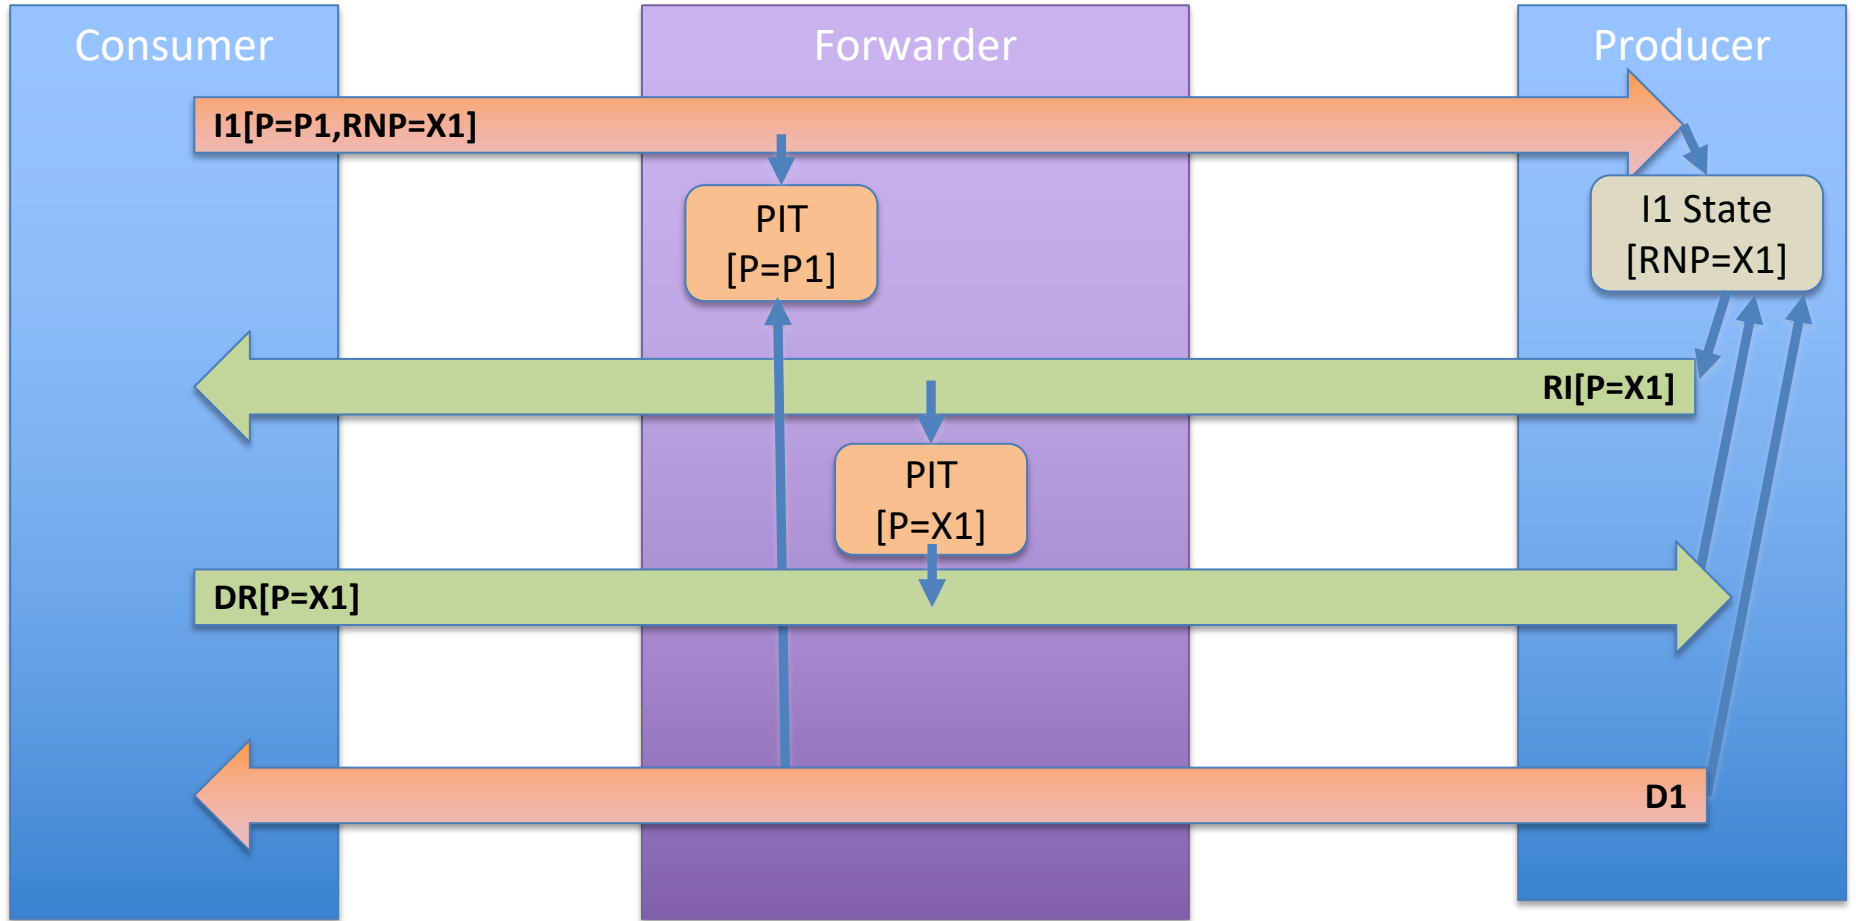 Consumer
Forwarder
Producer
I1[P=P1,RNP=X1]
PIT
[P=P1]
I1 State
[RNP=X1]
RI[P=X1]
PIT
[P=X1]
DR[P=X1]
D1